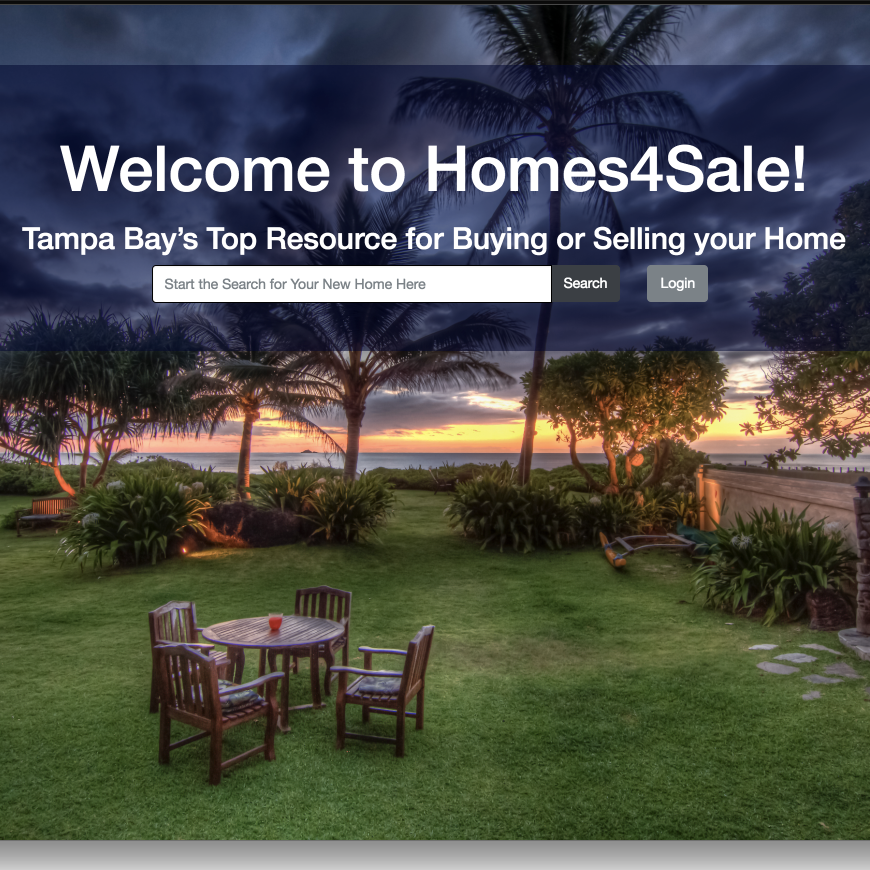 Welcome to Homes4Sale!
Tampa Bay’s Top Resource for Buying or Selling your Home
Start the Search for Your New Home Here Search Login